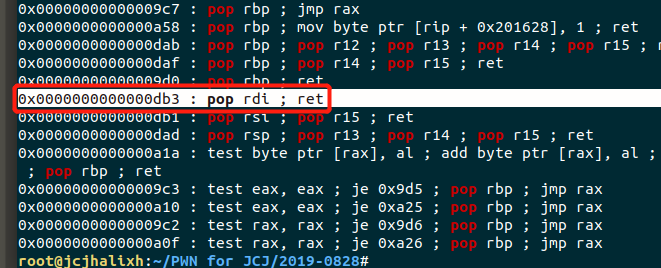 0x00000000000009c7 : pop rbp ; jmp rax
0x0000000000000a58 : pop rbp ; mov byte ptr [rip + 0x201628], 1 ; ret
0x0000000000000dab : pop rbp ; pop r12 ; pop r13 ; pop r14 ; pop r15 ; r
0x0000000000000daf : pop rbp ; pop r14 ; pop r15 ; ret
0x00000000000009d0 : pop rbp ; ret
0x0000000000000db3 : pop rdi ; ret
0x0000000000000db1 : pop rsi ; pop r15 ; ret
0x0000000000000dad : pop rsp ; pop r13 ; pop r14 ; pop r15 ; ret
0x0000000000000a1a : test byte ptr [rax], al ; add byte ptr [rax], al ;
; pop rbp ; ret
0x00000000000009c3 : test eax, eax ; je 0x9d5 ; pop rbp ; jmp rax
0x0000000000000a10 : test eax, eax ; je 0xa25 ; pop rbp ; jmp rax
0x00000000000009c2 : test rax, rax ; je 0x9d6 ; pop rbp ; jmp rax
0x0000000000000a0f : test rax, rax ; je 0xa26 ; pop rbp ; jmp rax
root@jcjhalixh:~/PWN for JCJ/2019-0828#